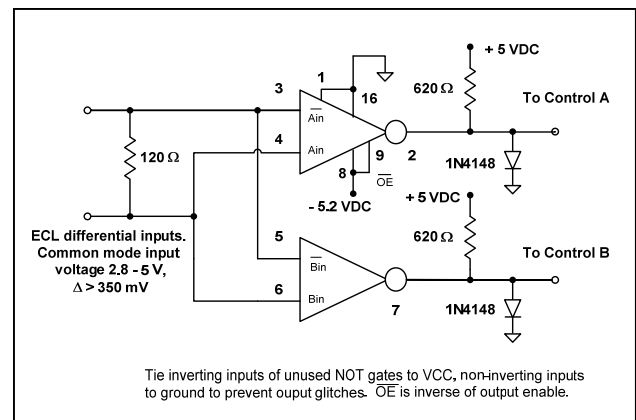 + 5 VDC
1
3
16
620 Ω
To Control A
Ain
4
Ain
2
120 Ω
9
8
OE
1N4148
- 5.2 VDC
+ 5 VDC
ECL differential inputs.
Common mode input
voltage 2.8 - 5 V,
Δ > 350 mV
5
620 Ω
To Control B
Bin
6
Bin
7
1N4148
Tie inverting inputs of unused NOT gates to VCC, non-inverting inputs
to ground to prevent ouput glitches. OE is inverse of output enable.